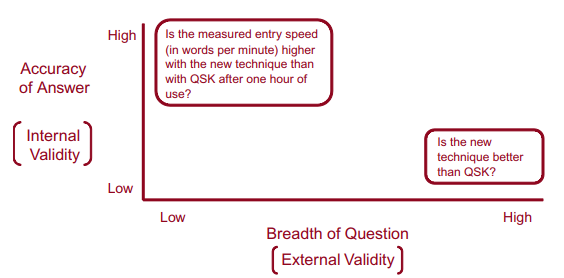 High
Is the measured entry speed
(in words per minute) higher
with the new technique than
with QSK after one hour of
use?
Accuracy
of Answer
Internal
Validity
Is the new
technique better
than QSK?
Low
Low
High
Breadth of Question
External Validity